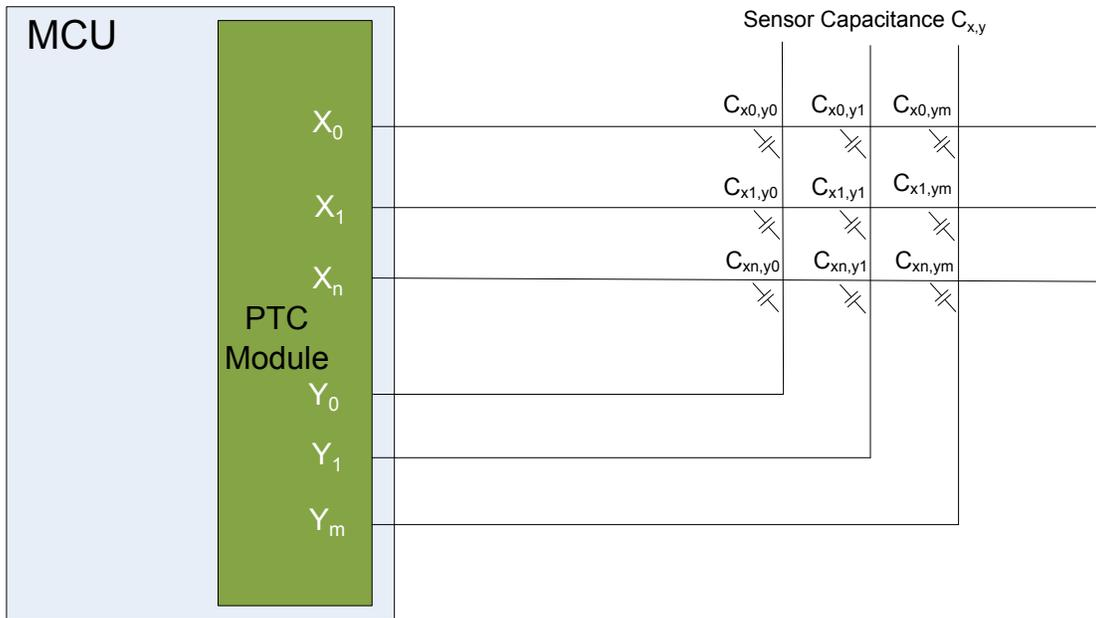 MCU
Sensor Capacitance Cx,y
X0
Cx0,y0 Cx0,y1 Cx0,ym
X1
Cx1,y0 Cx1,y1 Cx1,ym
Xn
Cxn,y0 Cxn,y1 Cxn,ym
PTC
Module
Y0
Y1
Ym